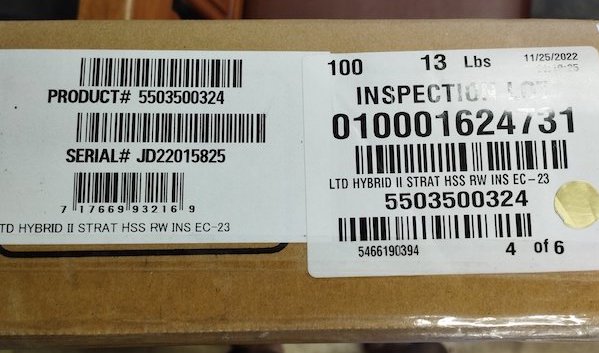 PRODUCT# 5503500324
SERIAL# JD22015825
7 17669 93216 9
TD HYBRID II STRAT HSS RW INS EC-23
100 13 Lbs 11/25/2022
INSPECTION LOT
010001624731
LTD HYBRID II STRAT HSS RW INS EC-23
5503500324
5466190394 4 of 6